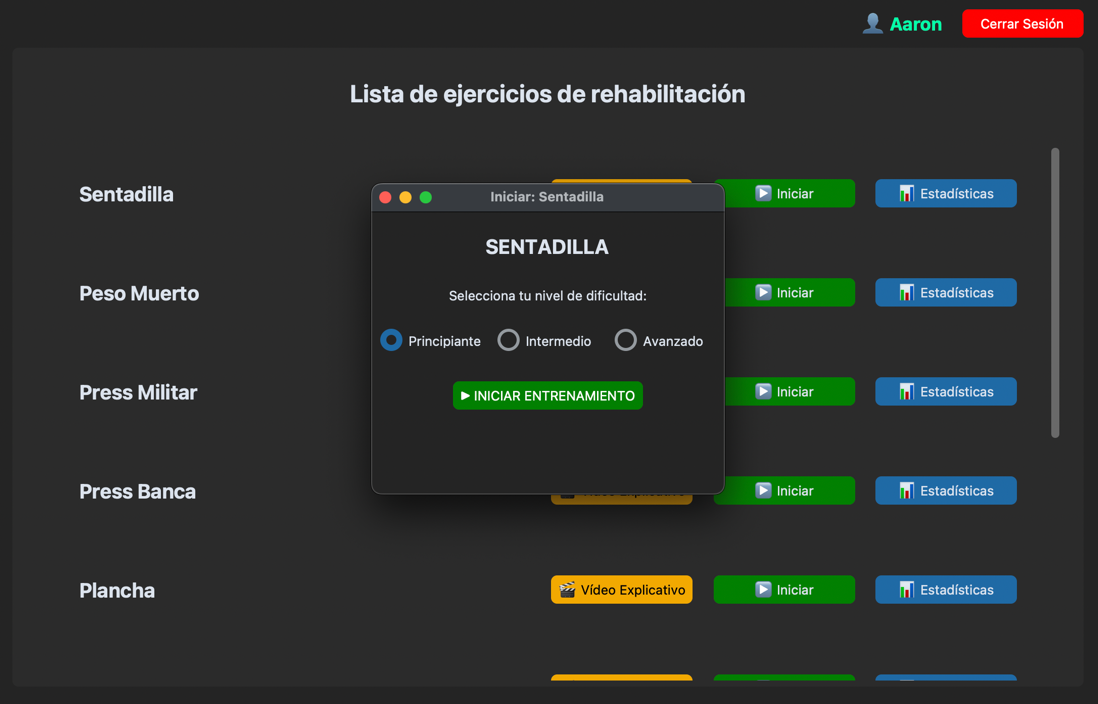 Aaron
Cerrar Sesión
Lista de ejercicios de rehabilitación
Sentadilla
Iniciar
Estadísticas
Iniciar: Sentadilla
SENTADILLA
Selecciona tu nivel de dificultad:
Principiante
Intermedio
Avanzado
INICIAR ENTRENAMIENTO
Peso Muerto
Iniciar
Estadísticas
Press Militar
Iniciar
Estadísticas
Press Banca
Vídeo Explicativo
Iniciar
Estadísticas
Plancha
Vídeo Explicativo
Iniciar
Estadísticas